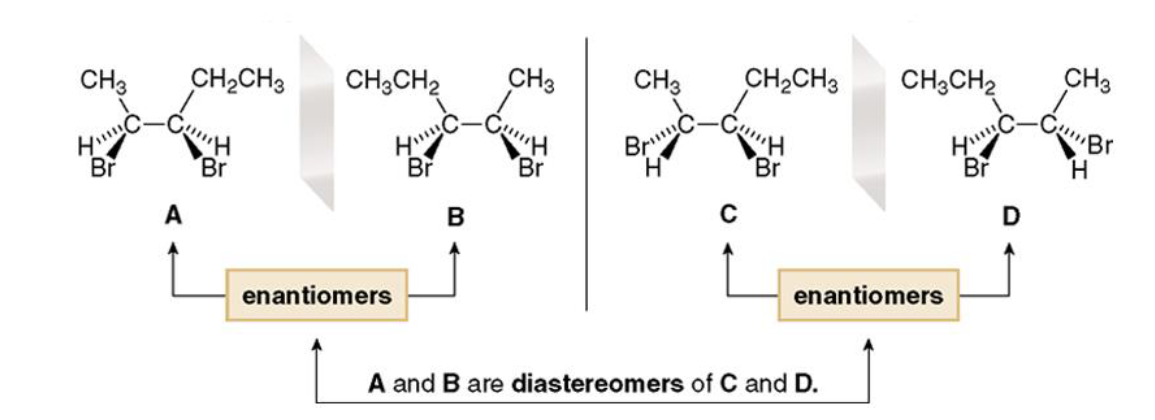 CH3 CH2CH3 CH3CH2 CH3 CH3 CH2CH3 CH3CH2 CH3
C C C C C C C C
H H H H Br H H Br
Br Br Br Br H Br Br H
A B C D
enantiomers enantiomers
A and B are diastereomers of C and D.